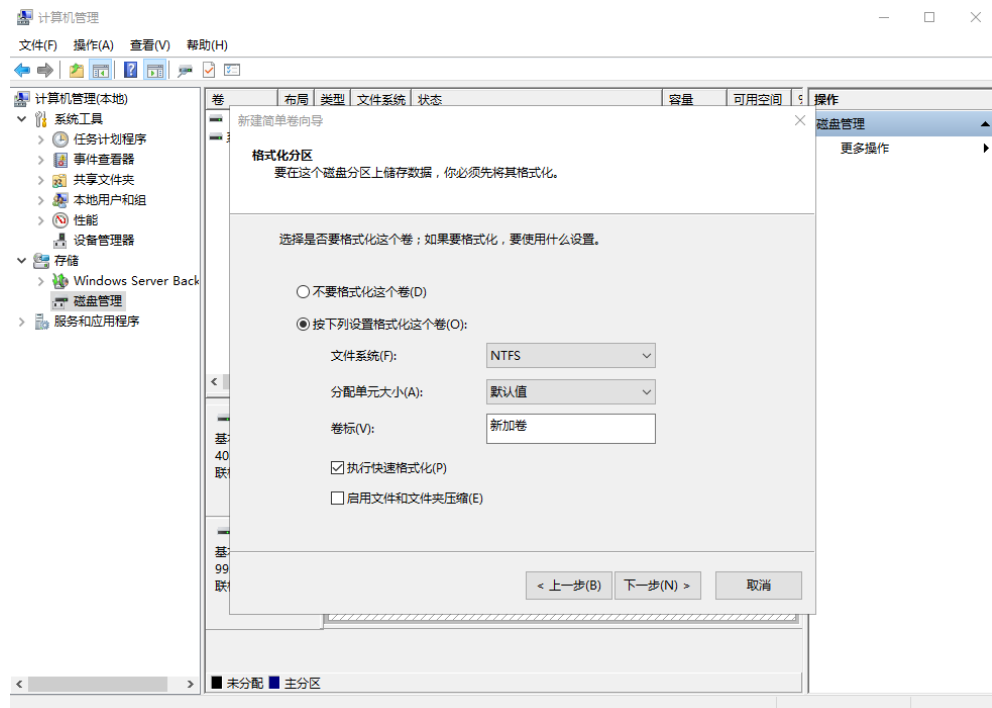 计算机管理
文件(F) 操作(A) 查看(V) 帮助(H)
计算机管理(本地)
系统工具
任务计划程序
事件查看器
共享文件夹
本地用户和组
性能
设备管理器
存储
Windows Server Back
磁盘管理
服务和应用程序
卷 布局 类型 文件系统 状态 容量 可用空间
操作
磁盘管理
更多操作
新建简单卷向导
格式化分区
要在这个磁盘分区上储存数据，你必须先将其格式化。
选择是否要格式化这个卷；如果要格式化，要使用什么设置。
不要格式化这个卷(D)
按下列设置格式化这个卷(O):
文件系统(F): NTFS
分配单元大小(A): 默认值
卷标(V): 新加卷
执行快速格式化(P)
启用文件和文件夹压缩(E)
< 上一步(B) 下一步(N) > 取消
基
40
联
基
99
联
未分配 主分区